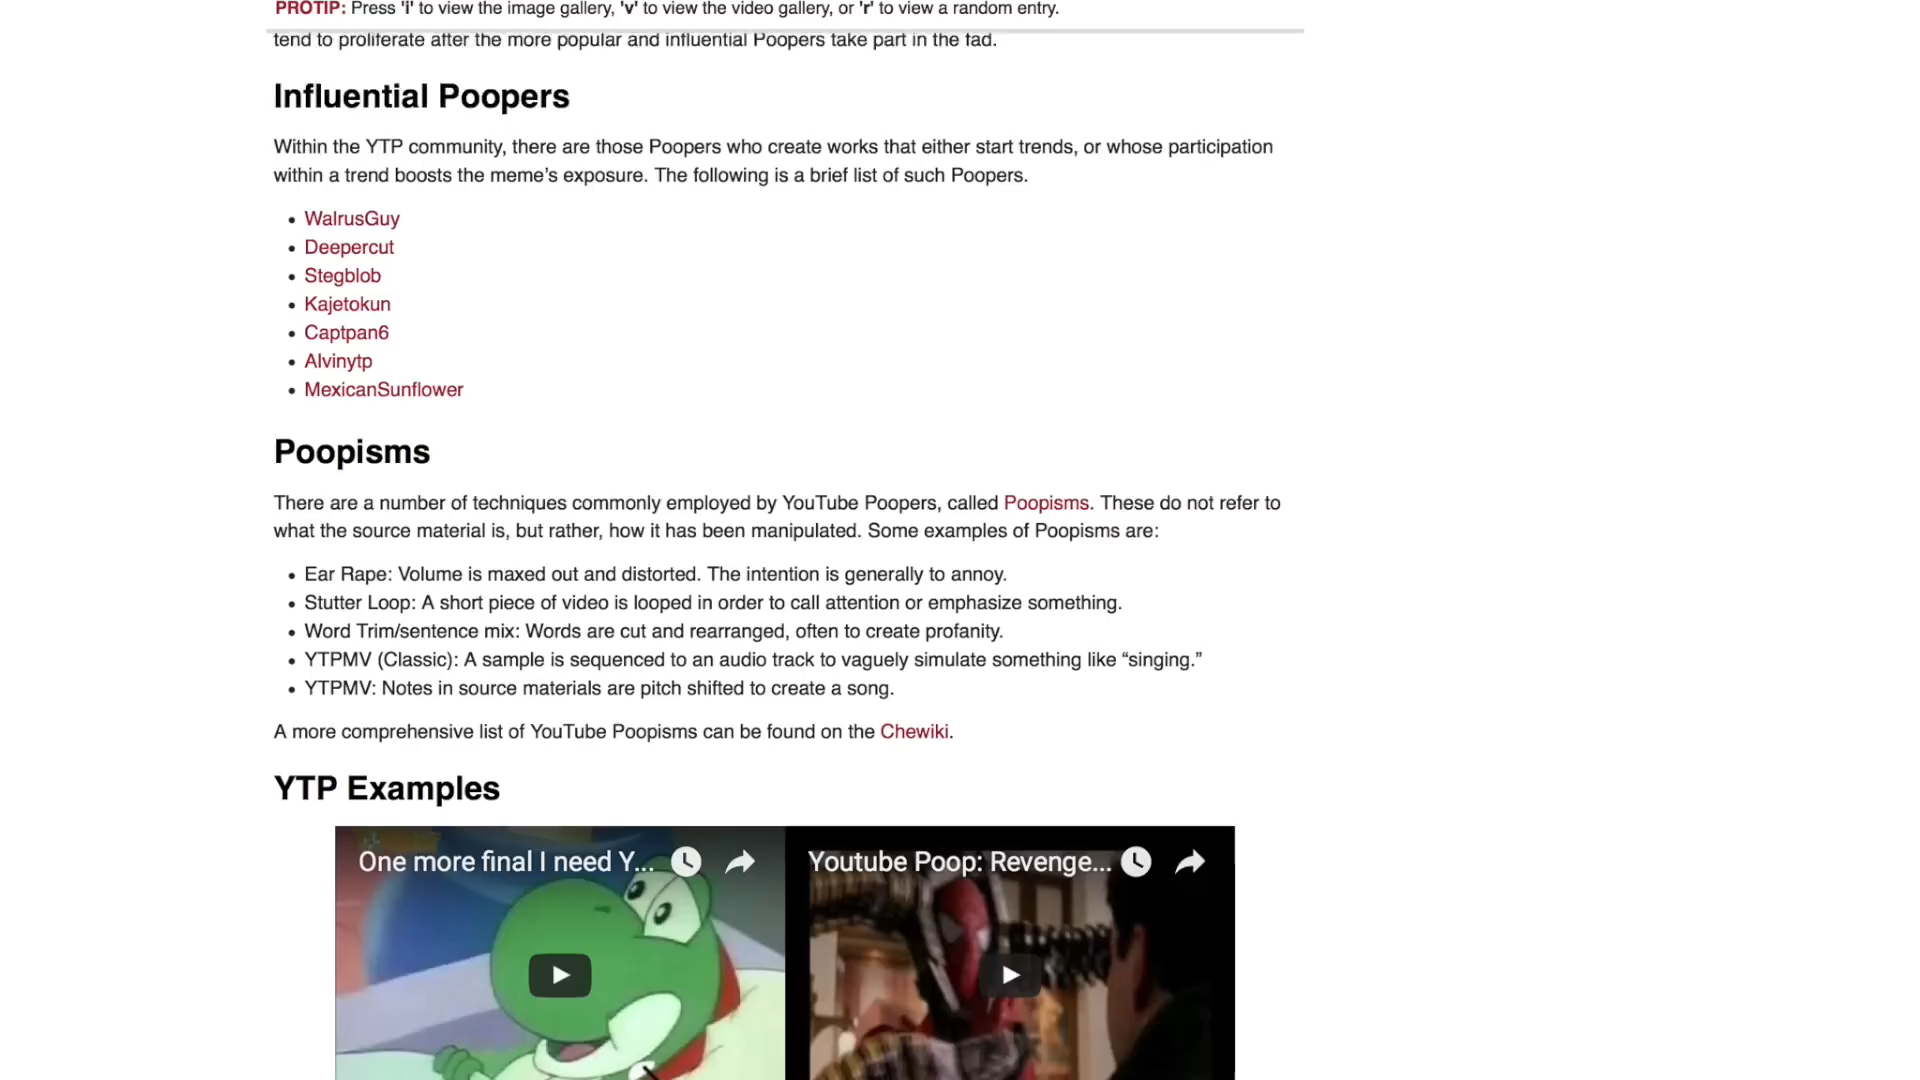 PROTIP: Press 'i' to view the image gallery, 'v' to view the video gallery, or 'r' to view a random entry.
tend to proliferate after the more popular and influential Poopers take part in the fad.
Influential Poopers
Within the YTP community, there are those Poopers who create works that either start trends, or whose participation
within a trend boosts the meme’s exposure. The following is a brief list of such Poopers.
• WalrusGuy
• Deepercut
• Stegblob
• Kajetokun
• Captpan6
• Alvinytp
• MexicanSunflower
Poopisms
There are a number of techniques commonly employed by YouTube Poopers, called Poopisms. These do not refer to
what the source material is, but rather, how it has been manipulated. Some examples of Poopisms are:
• Ear Rape: Volume is maxed out and distorted. The intention is generally to annoy.
• Stutter Loop: A short piece of video is looped in order to call attention or emphasize something.
• Word Trim/sentence mix: Words are cut and rearranged, often to create profanity.
• YTPMV (Classic): A sample is sequenced to an audio track to vaguely simulate something like “singing.”
• YTPMV: Notes in source materials are pitch shifted to create a song.
A more comprehensive list of YouTube Poopisms can be found on the Chewiki.
YTP Examples
One more final I need Y...
Youtube Poop: Revenge...